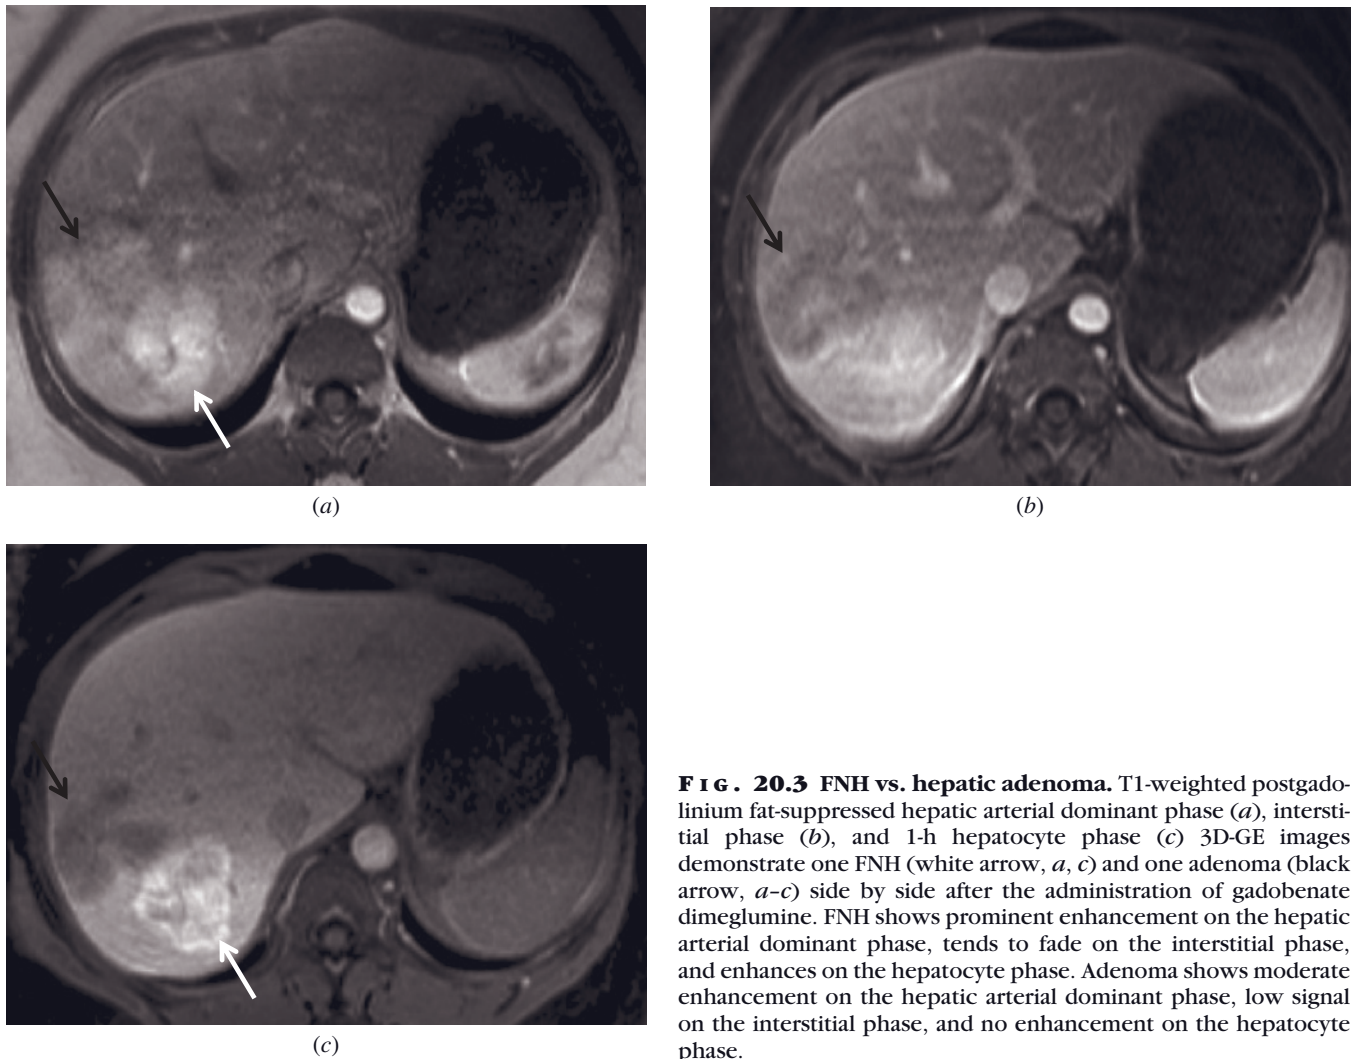 (a)
(b)
(c)
FIG. 20.3 FNH vs. hepatic adenoma. T1-weighted postgado-
linium fat-suppressed hepatic arterial dominant phase (a), intersti-
tial phase (b), and 1-h hepatocyte phase (c) 3D-GE images
demonstrate one FNH (white arrow, a, c) and one adenoma (black
arrow, a–c) side by side after the administration of gadobenate
dimeglumine. FNH shows prominent enhancement on the hepatic
arterial dominant phase, tends to fade on the interstitial phase,
and enhances on the hepatocyte phase. Adenoma shows moderate
enhancement on the hepatic arterial dominant phase, low signal
on the interstitial phase, and no enhancement on the hepatocyte
phase.